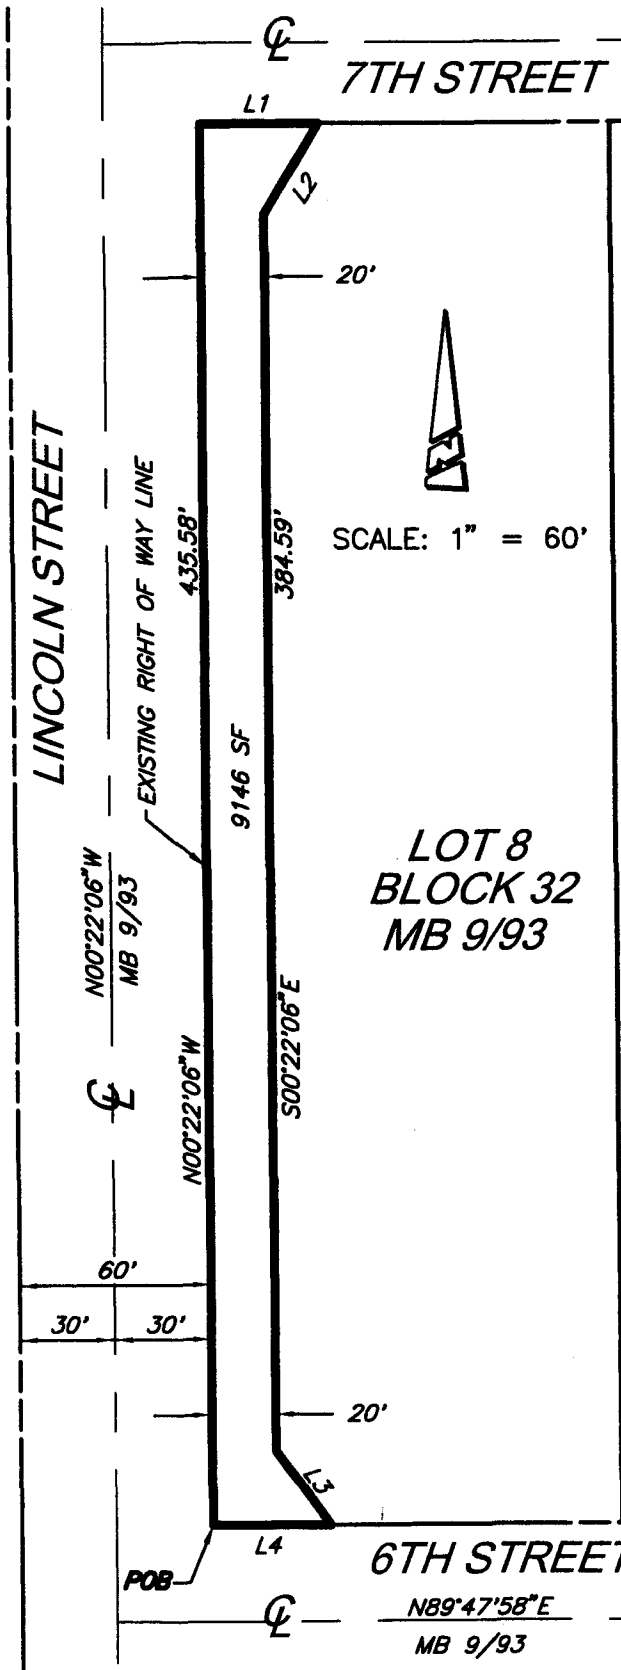 ℄
7TH STREET
L1
L2
20'
LINCOLN STREET
EXISTING RIGHT OF WAY LINE
435.58'
384.59'
N
SCALE: 1" = 60'
9146 SF
LOT 8
BLOCK 32
MB 9/93
N00°22'06"W
MB 9/93
℄
N00°22'06"W
S00°22'06"E
60'
30'
30'
20'
L3
L4
POB
6TH STREET
℄
N89°47'58"E
MB 9/93